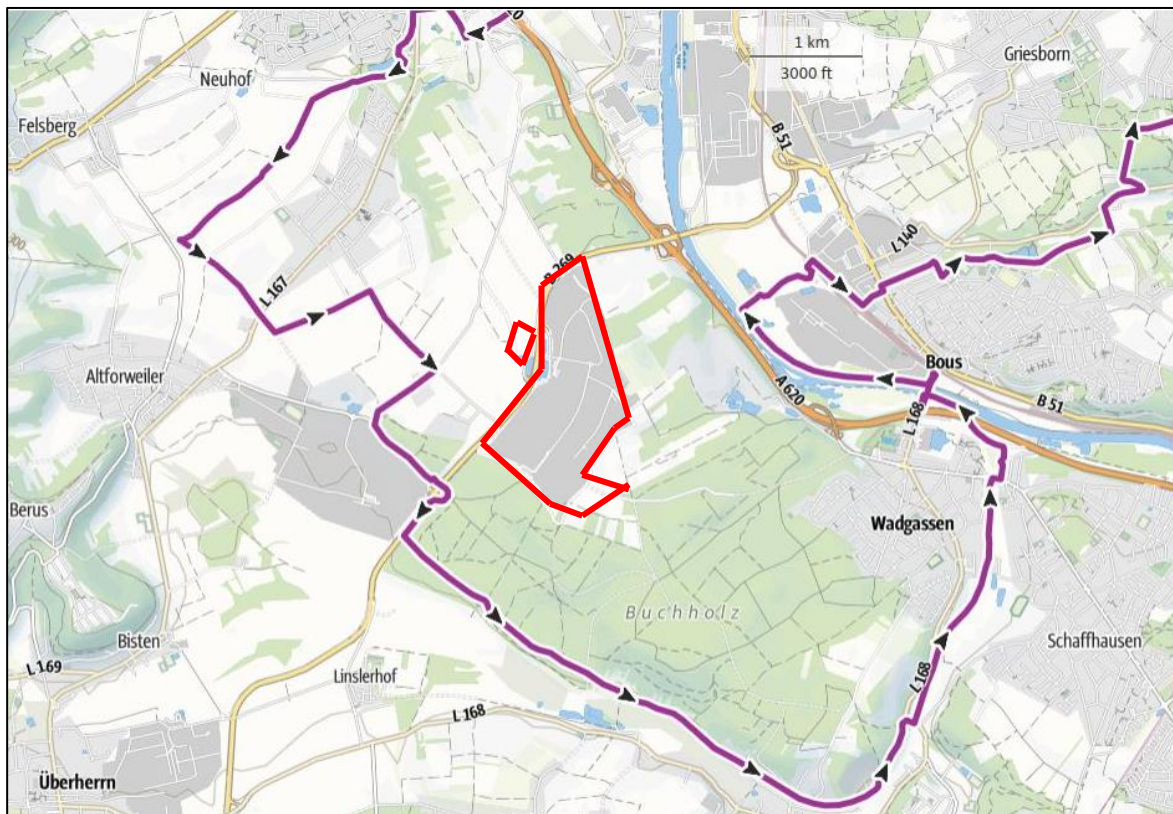 1 km
3000 ft
Griesborn
Neuhof
Felsberg
B 51
L 140
L 167
B 269
Altforweiler
Bous
A 620
L 168
B 51
Berus
Wadgassen
Buchholz
Bisten
Schaffhausen
L 169
Linslerhof
L 168
L 168
Überherrn